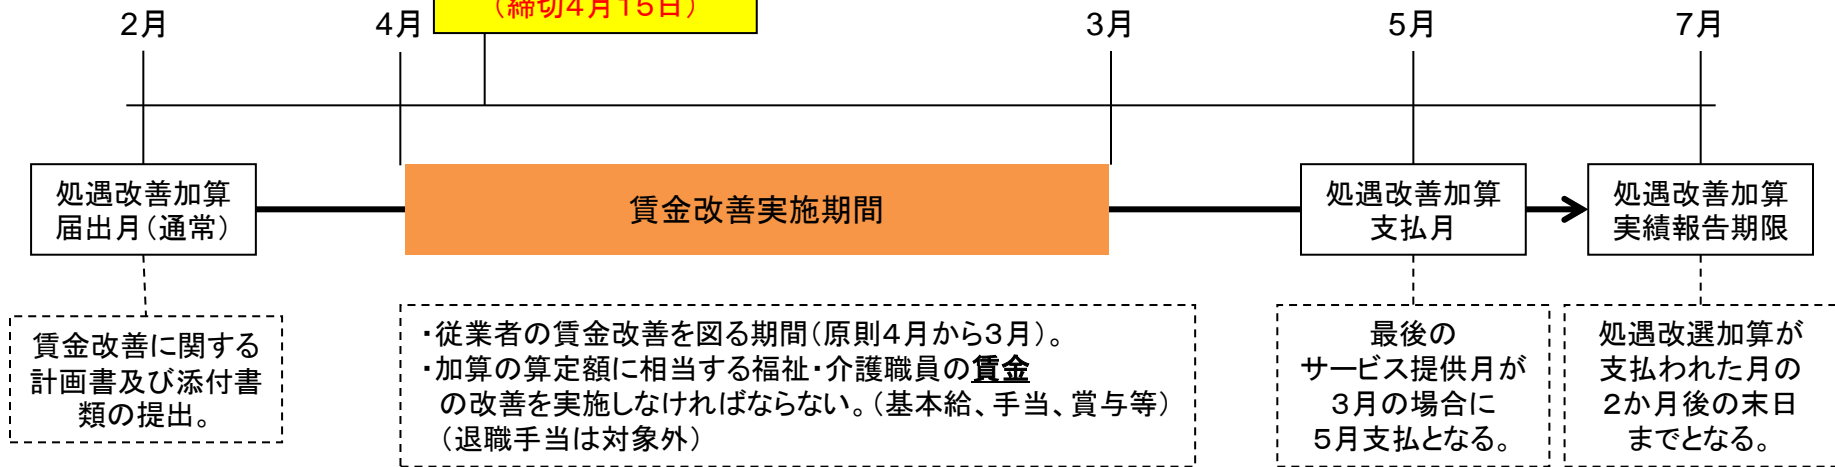 （締切４月１５日）
２月
４月
３月
５月
７月
処遇改善加算
届出月（通常）
賃金改善実施期間
処遇改善加算
支払月
処遇改善加算
実績報告期限
賃金改善に関する
計画書及び添付書
類の提出。
・従業者の賃金改善を図る期間（原則４月から３月）。
・加算の算定額に相当する福祉・介護職員の賃金
の改善を実施しなければならない。（基本給、手当、賞与等）
（退職手当は対象外）
最後の
サービス提供月が
３月の場合に
５月支払となる。
処遇改選加算が
支払われた月の
２か月後の末日
までとなる。